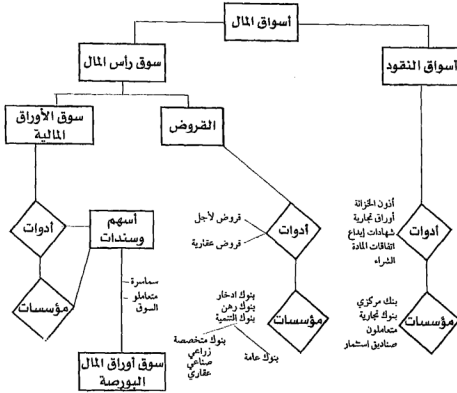 أسواق المال
أسواق النقود
سوق رأس المال
القروض
سوق الأوراق
المالية
أذون الخزانة
أوراق تجارية
شهادات إيداع
اتفاقات المادة
الشراء
أدوات
بنك مركزي
بنوك تجارية
متعاملون
صناديق استثمار
مؤسسات
قروض لأجل
قروض عقارية
أدوات
بنوك ادخار
بنوك رهن
بنوك التنمية
مؤسسات
بنوك عامة
بنوك متخصصة
زراعي
صناعي
عقاري
أسهم
وسندات
أدوات
سماسرة
متعاملو
السوق
مؤسسات
سوق أوراق المال
البورصة